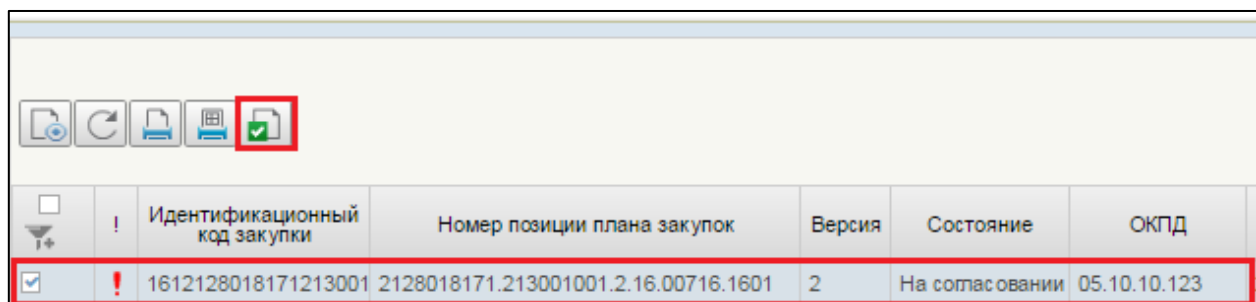 ! Идентификационный код закупки Номер позиции плана закупок Версия Состояние ОКПД
! 1612128018171213001 2128018171.213001001.2.16.00716.1601 2 На согласовании 05.10.10.123